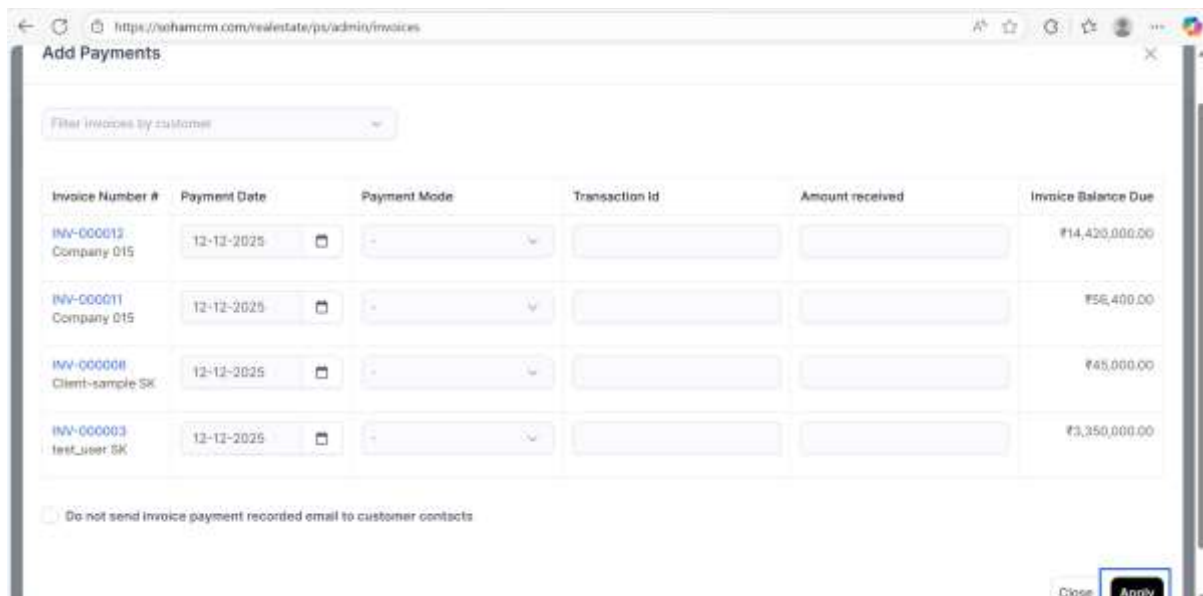 https://sohamcrm.com/realestate/ps/admin/invoices
Add Payments
Filter invoices by customer
Invoice Number # Payment Date Payment Mode Transaction Id Amount received Invoice Balance Due
INV-000012 12-12-2025 - ₹14,420,000.00
Company 015
INV-000011 12-12-2025 - ₹56,400.00
Company 015
INV-000008 12-12-2025 - ₹45,000.00
Client-sample SK
INV-000003 12-12-2025 - ₹3,350,000.00
test_user SK
Do not send invoice payment recorded email to customer contacts
Close Apply